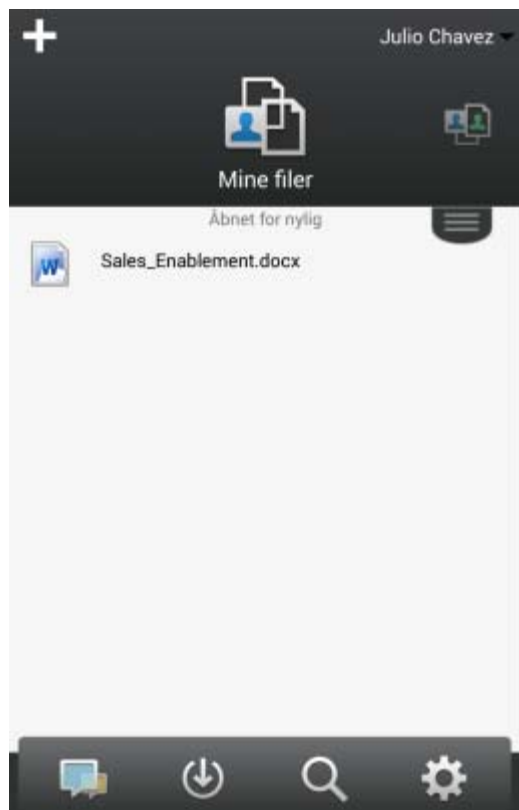 Julio Chavez
Mine filer
Åbnet for nylig
Sales_Enablement.docx